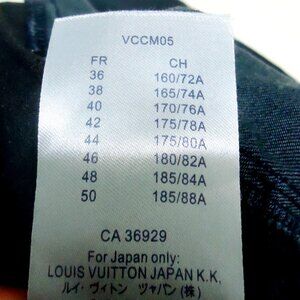 VCCM05
FR CH
36 160/72A
38 165/74A
40 170/76A
42 175/78A
44 175/80A
46 180/82A
48 185/84A
50 185/88A
CA 36929
For Japan only:
LOUIS VUITTON JAPAN K.K.
ルイ・ヴィトン ジャパン (株)